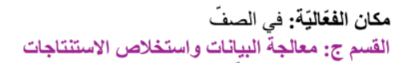 مكان الفعّاليّة: في الصفّ
القسم ج: معالجة البيانات واستخلاص الاستنتاجات